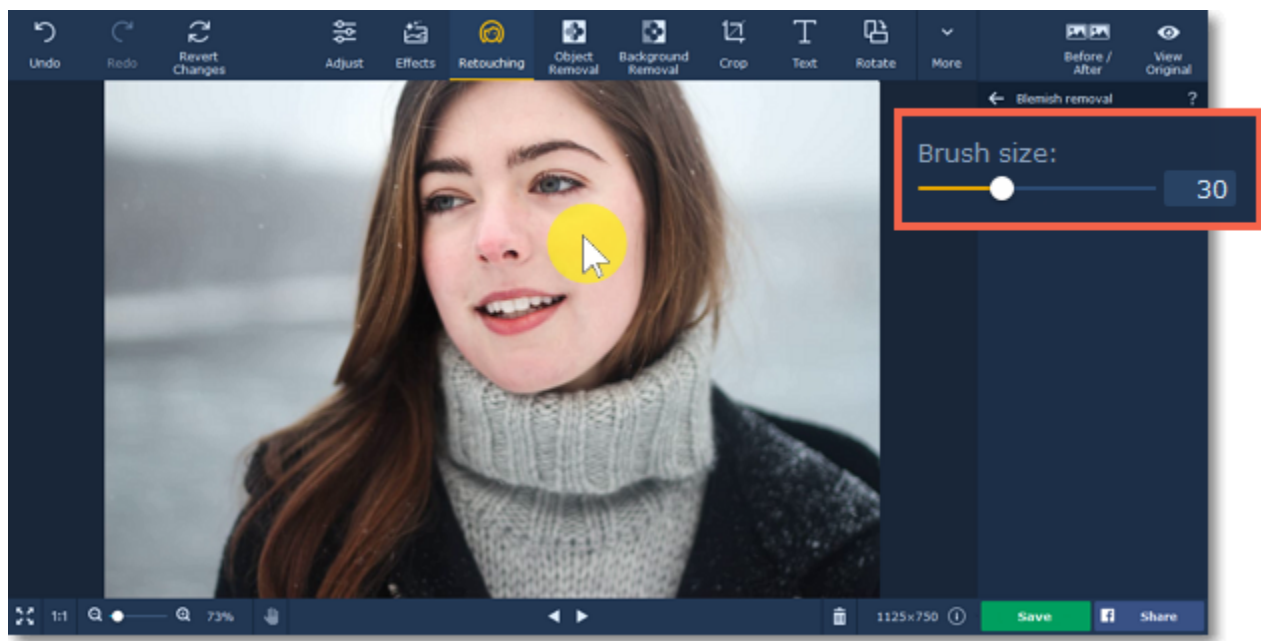 Undo
Redo
Revert
Changes
Adjust
Effects
Retouching
Object
Removal
Background
Removal
Crop
Text
Rotate
More
Before /
After
View
Original
Blemish removal ?
Brush size:
30
1:1
73%
1125×750
Save
Share